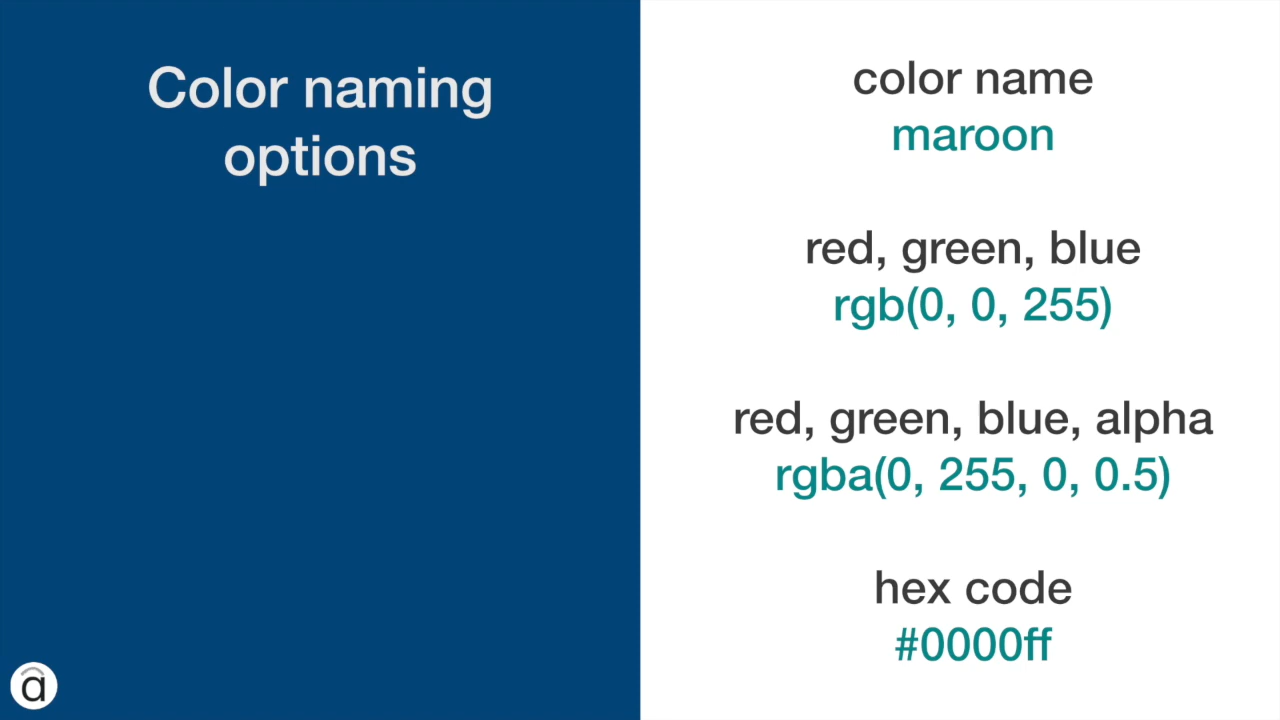 Color naming
options
color name
maroon
red, green, blue
rgb(0, 0, 255)
red, green, blue, alpha
rgba(0, 255, 0, 0.5)
hex code
#0000ff
a